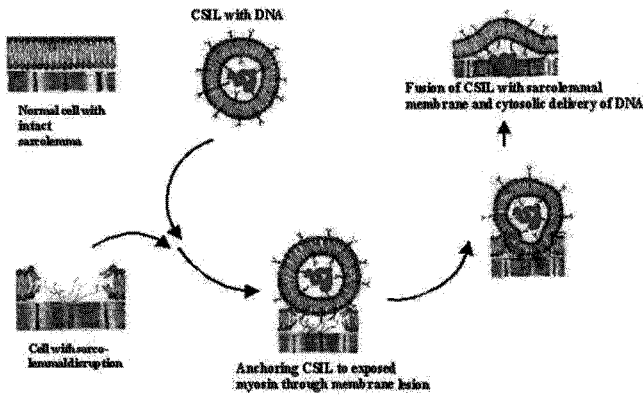 CSIL with DNA
Normal cell with
intact
sarcolemma
Fusion of CSIL with sarcolemmal
membrane and cytosolic delivery of DNA
Cell with sarco-
lemmal disruption
Anchoring CSIL to exposed
myosin through membrane lesion